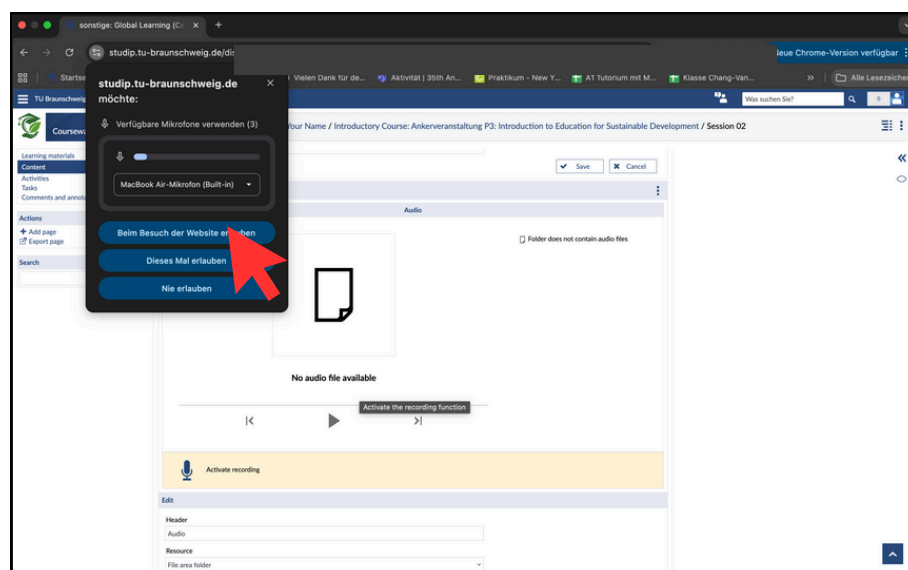 sonstige: Global Learning (C
studip.tu-braunschweig.de/di
Neue Chrome-Version verfügbar
Startse
Vielen Dank für de...
Aktivität | 35th An...
Praktikum – New Y...
A1 Tutorium mit M...
Klasse Chang-Van...
Alle Lesezeichen
studip.tu-braunschweig.de
möchte:
Verfügbare Mikrofone verwenden (3)
MacBook Air-Mikrofon (Built-in)
Beim Besuch der Website er
ben
Dieses Mal erlauben
Nie erlauben
TU Braunschweig
Was suchen Sie?
0
Coursewa
Your Name / Introductory Course: Ankerveranstaltung P3: Introduction to Education for Sustainable Development / Session 02
Learning materials
Content
Activities
Tasks
Comments and annot
Actions
Add page
Export page
Search
Save
Cancel
Audio
Folder does not contain audio files
No audio file available
Activate the recording function
Activate recording
Edit
Header
Audio
Resource
File area folder